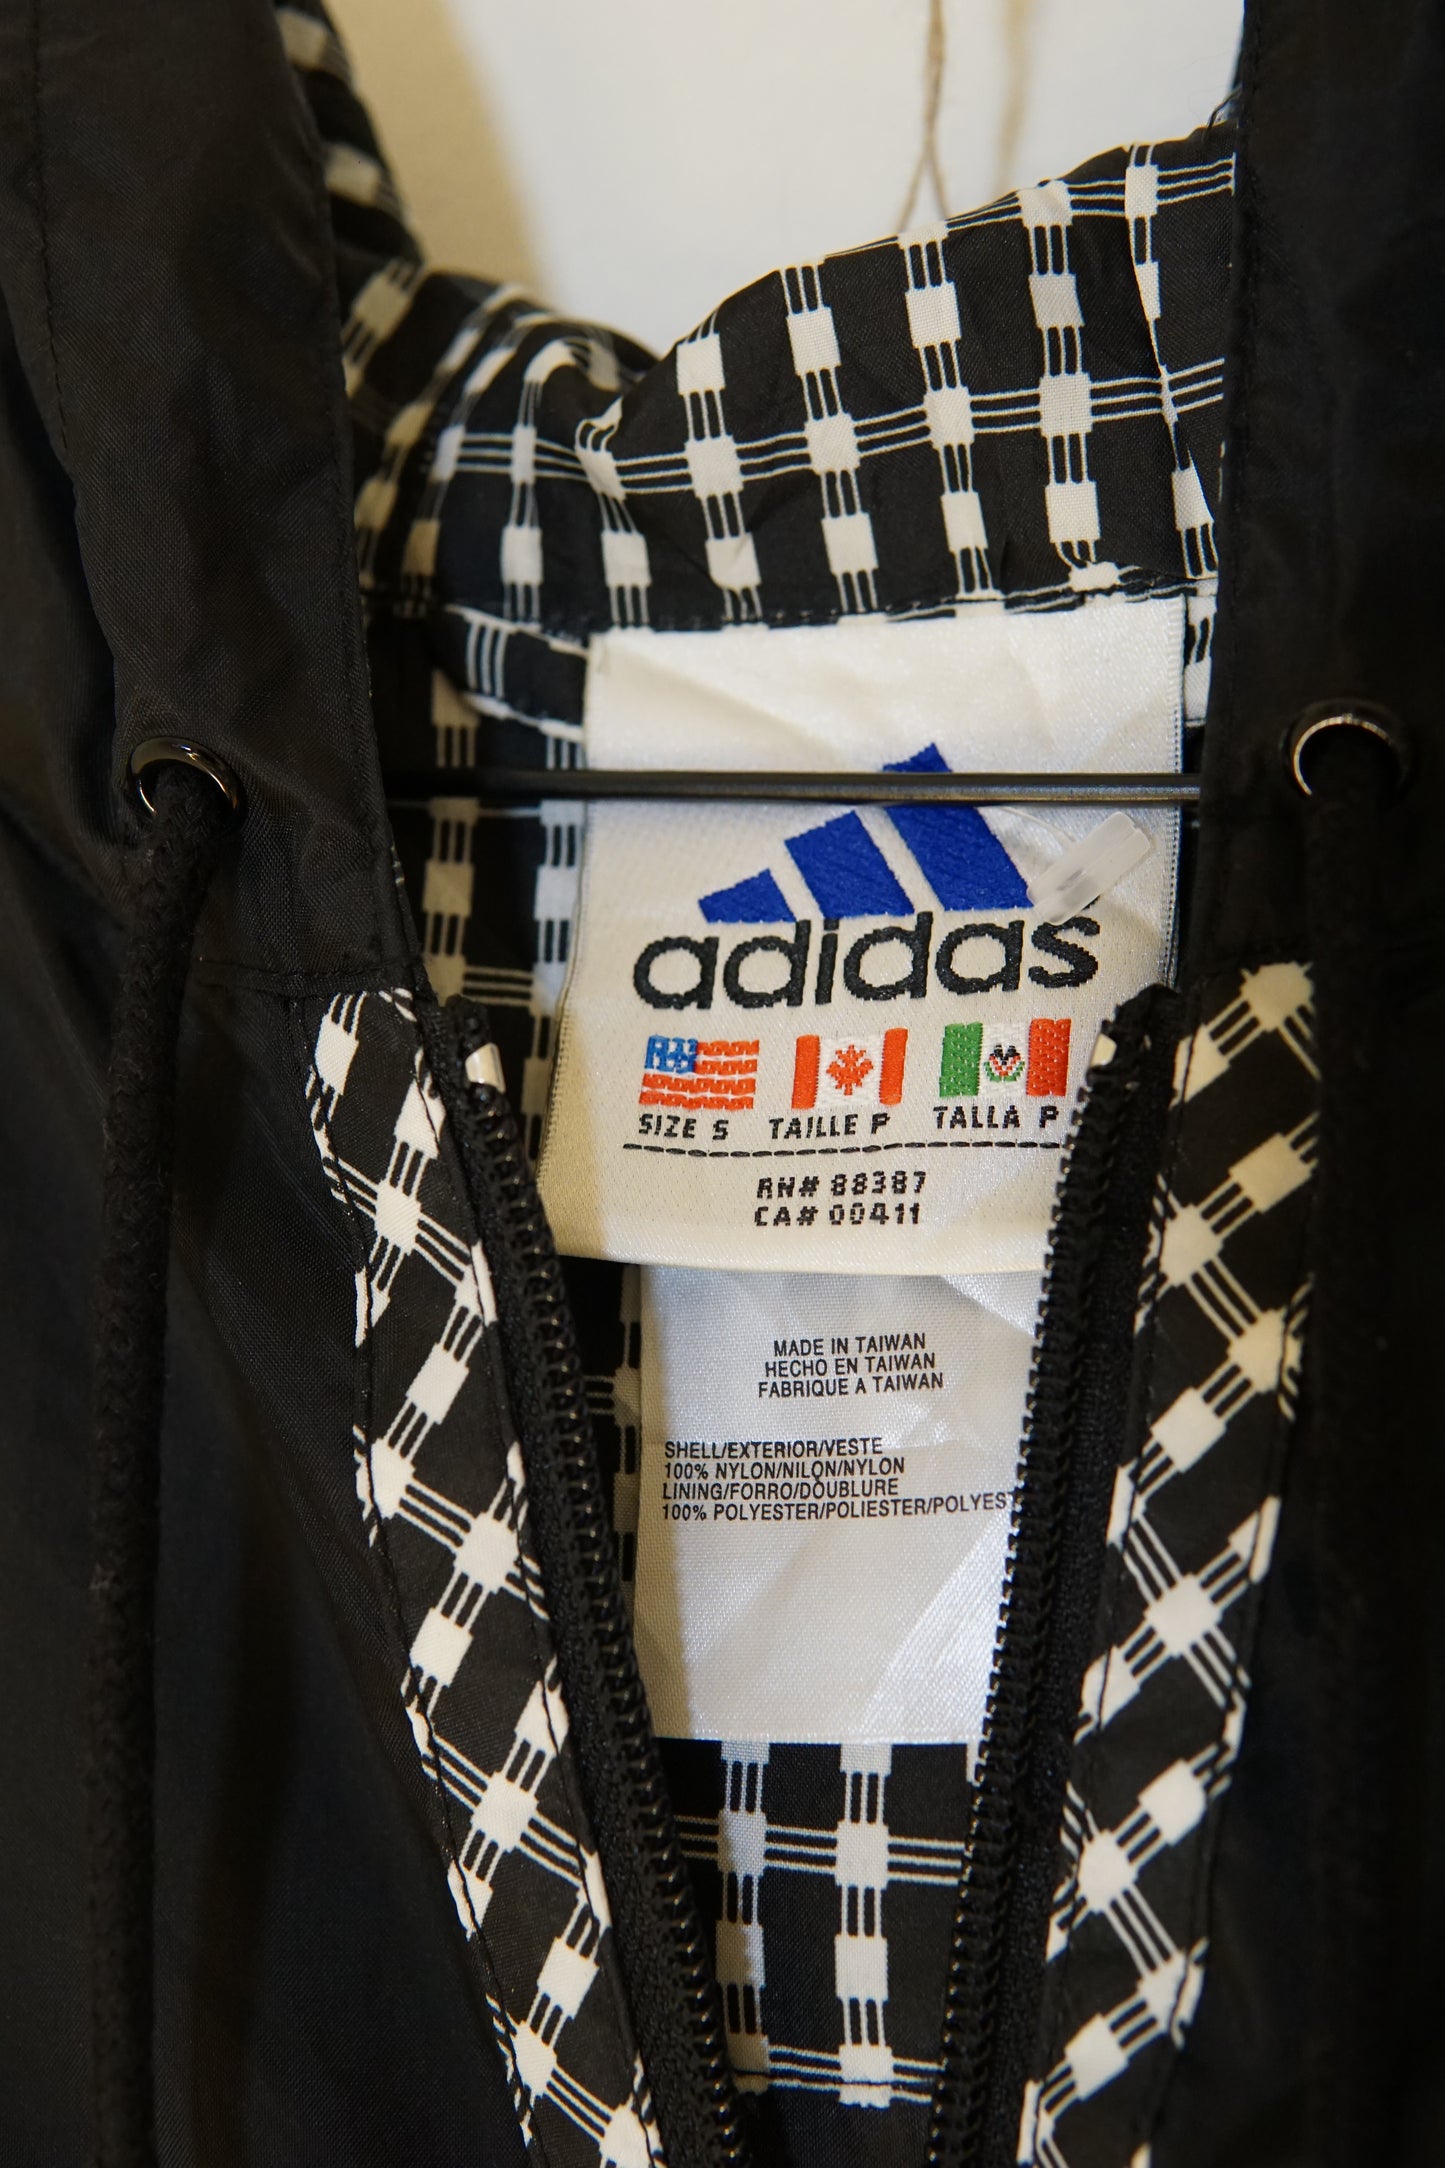 adidas
SIZE S TAILLE P TALLA P
RN# 88387
CA# 00411
MADE IN TAIWAN
HECHO EN TAIWAN
FABRIQUE A TAIWAN
SHELL/EXTERIOR/VESTE
100% NYLON/NILON/NYLON
LINING/FORRO/DOUBLURE
100% POLYESTER/POLIESTER/POLYEST